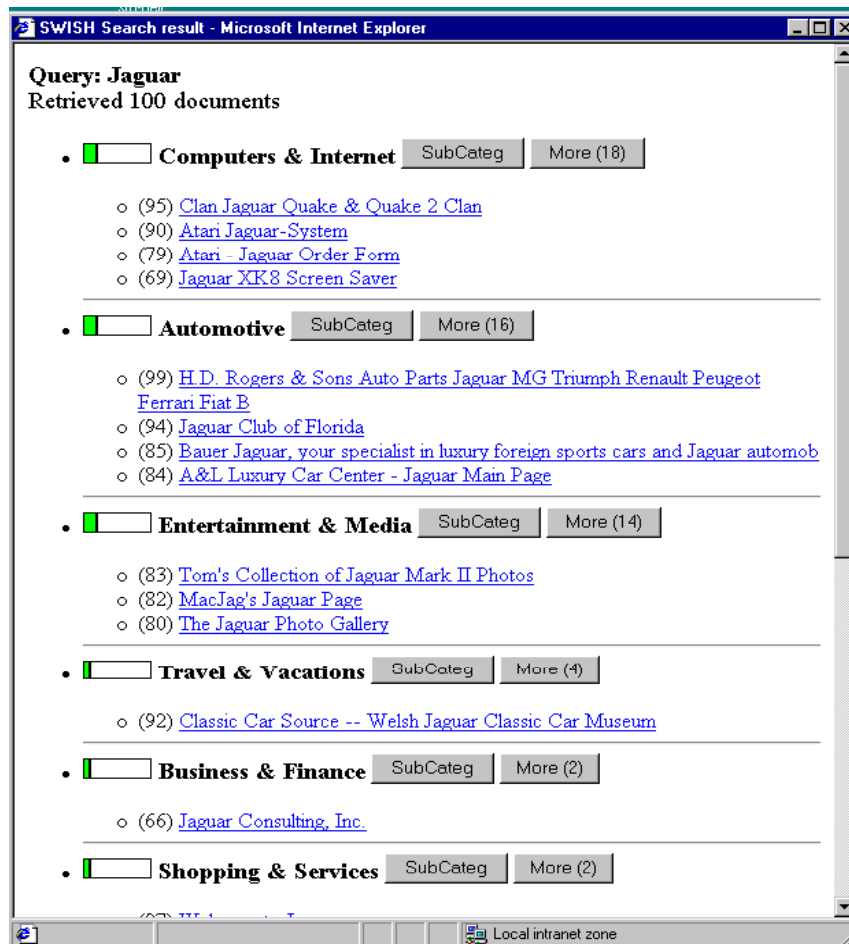 SWISH Search result - Microsoft Internet Explorer
Query: Jaguar
Retrieved 100 documents
Computers & Internet SubCateg More (18)
(95) Clan Jaguar Quake & Quake 2 Clan
(90) Atari Jaguar-System
(79) Atari - Jaguar Order Form
(69) Jaguar XK8 Screen Saver
Automotive SubCateg More (16)
(99) H.D. Rogers & Sons Auto Parts Jaguar MG Triumph Renault Peugeot
Ferrari Fiat B
(94) Jaguar Club of Florida
(85) Bauer Jaguar, your specialist in luxury foreign sports cars and Jaguar automob
(84) A&L Luxury Car Center - Jaguar Main Page
Entertainment & Media SubCateg More (14)
(83) Tom's Collection of Jaguar Mark II Photos
(82) MacJag's Jaguar Page
(80) The Jaguar Photo Gallery
Travel & Vacations SubCateg More (4)
(92) Classic Car Source -- Welsh Jaguar Classic Car Museum
Business & Finance SubCateg More (2)
(66) Jaguar Consulting, Inc.
Shopping & Services SubCateg More (2)
Local intranet zone